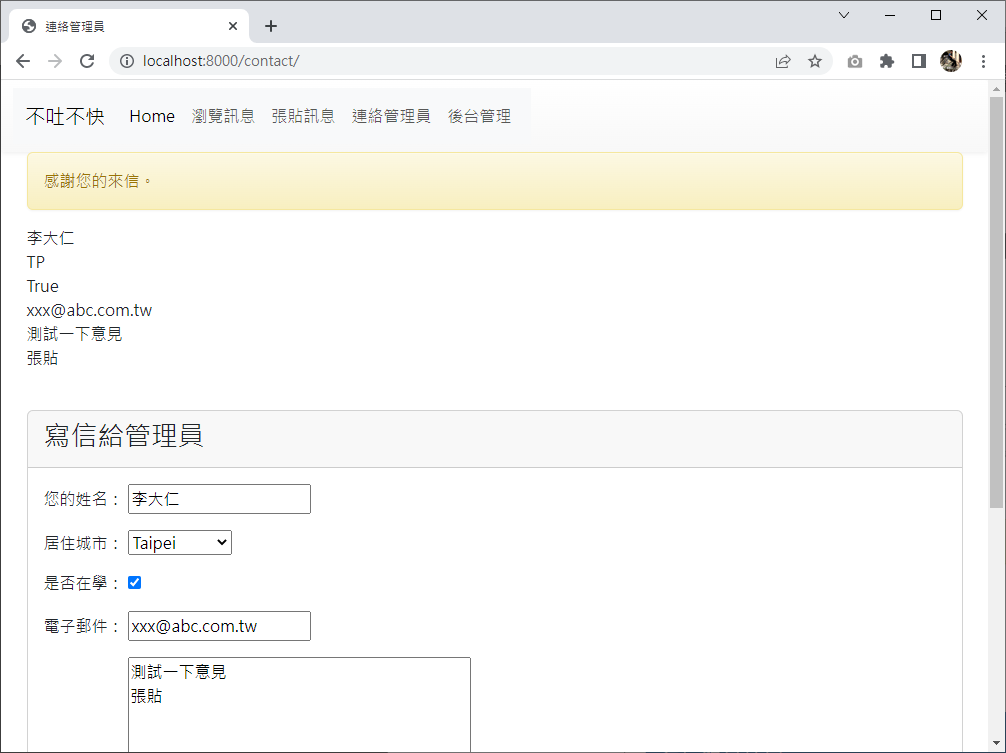 連絡管理員
localhost:8000/contact/
不吐不快 Home 瀏覽訊息 張貼訊息 連絡管理員 後台管理
感謝您的來信。
李大仁
TP
True
xxx@abc.com.tw
測試一下意見
張貼
寫信給管理員
您的姓名： 李大仁
居住城市： Taipei
是否在學：
電子郵件： xxx@abc.com.tw
測試一下意見
張貼